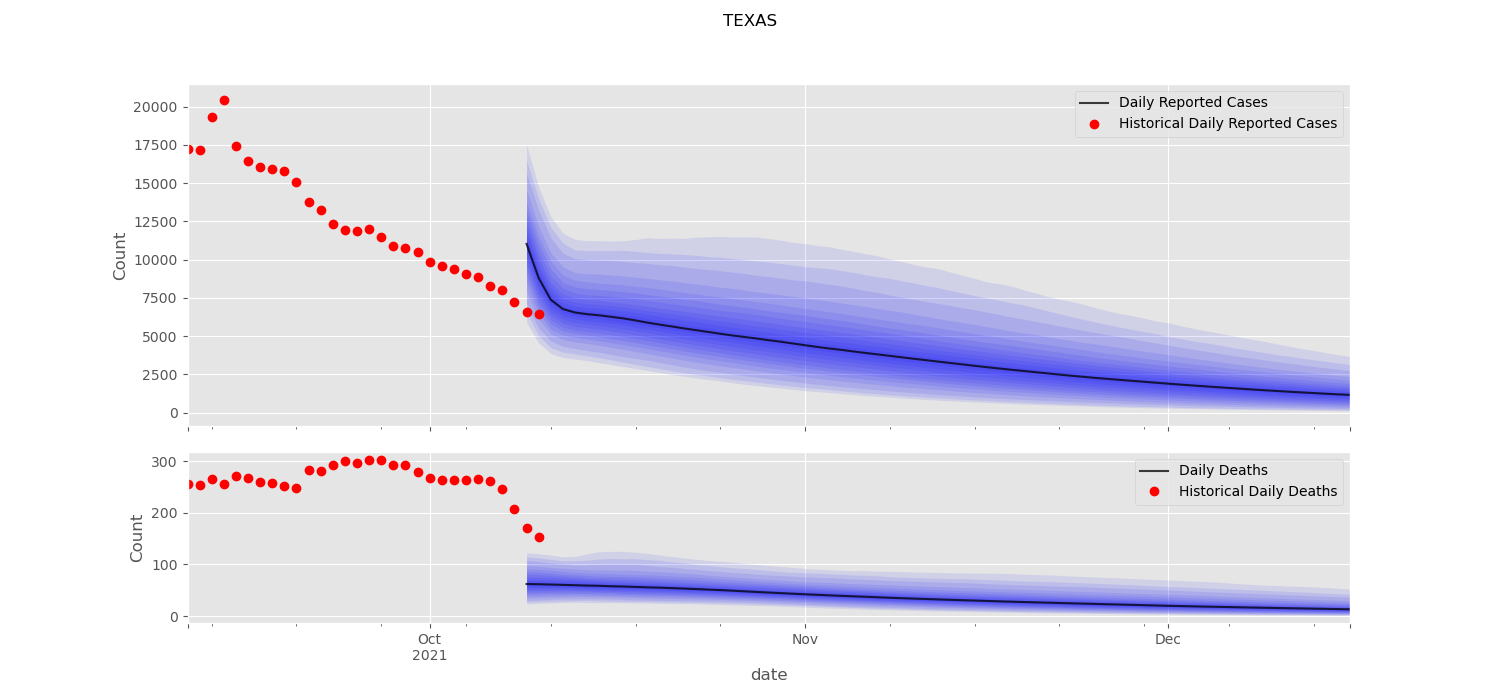 TEXAS
Daily Reported Cases
Historical Daily Reported Cases
20000
17500
15000
12500
10000
7500
5000
2500
0
Count
Daily Deaths
Historical Daily Deaths
300
200
100
0
Count
Oct
2021
Nov
Dec
date